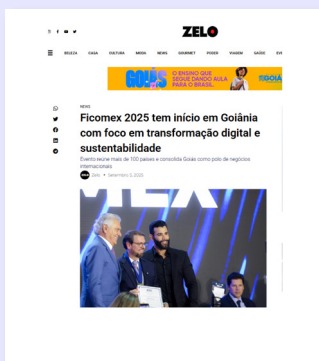 ZELO
BELEZA CASA CULTURA MODA NEWS GOURMET PODER VIAGEM SAÚDE
GOIÁS
O ENSINO QUE
SEGUE DANDO AULA
PARA O BRASIL.
NEWS
Ficomex 2025 tem início em Goiânia
com foco em transformação digital e
sustentabilidade
Evento reúne mais de 100 países e consolida Goiás como polo de negócios
internacionais
Zelo • Setembro 3, 2025
MEX